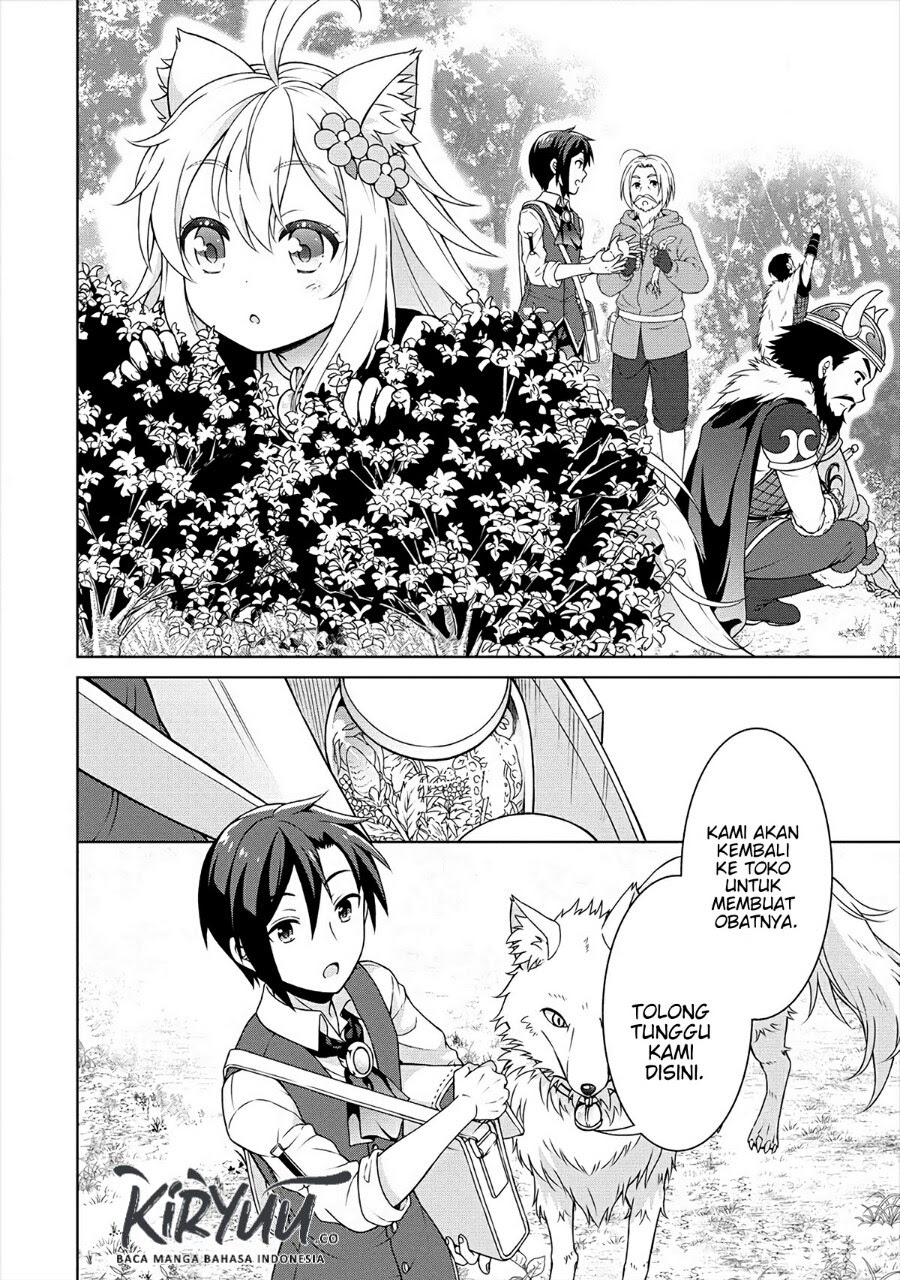 KAMI AKAN
KEMBALI
KE TOKO
UNTUK
MEMBUAT
OBATNYA.
TOLONG
TUNGGU
KAMI
DISINI.
KIRYUU.CO
BACA MANGA BAHASA INDONESIA